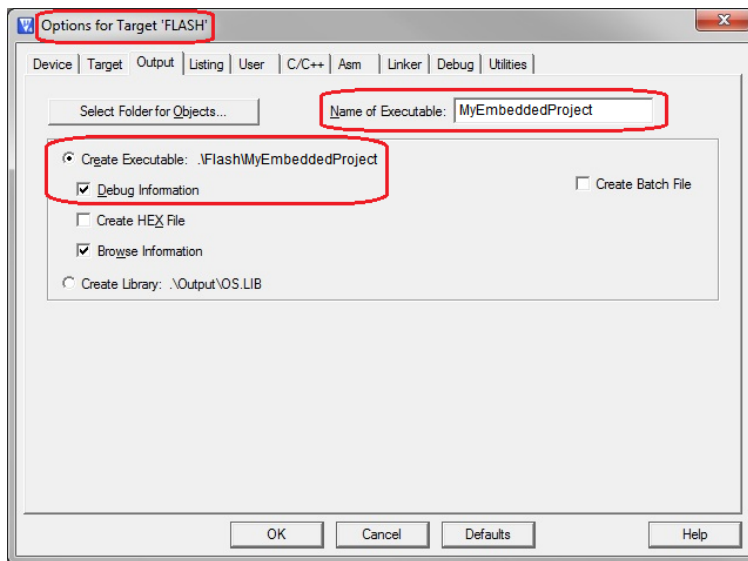 Options for Target 'FLASH'
Device Target Output Listing User C/C++ Asm Linker Debug Utilities
Select Folder for Objects... Name of Executable: MyEmbeddedProject
Create Executable: .\Flash\MyEmbeddedProject
Debug Information Create Batch File
Create HEX File
Browse Information
Create Library: .\Output\OS.LIB
OK Cancel Defaults Help